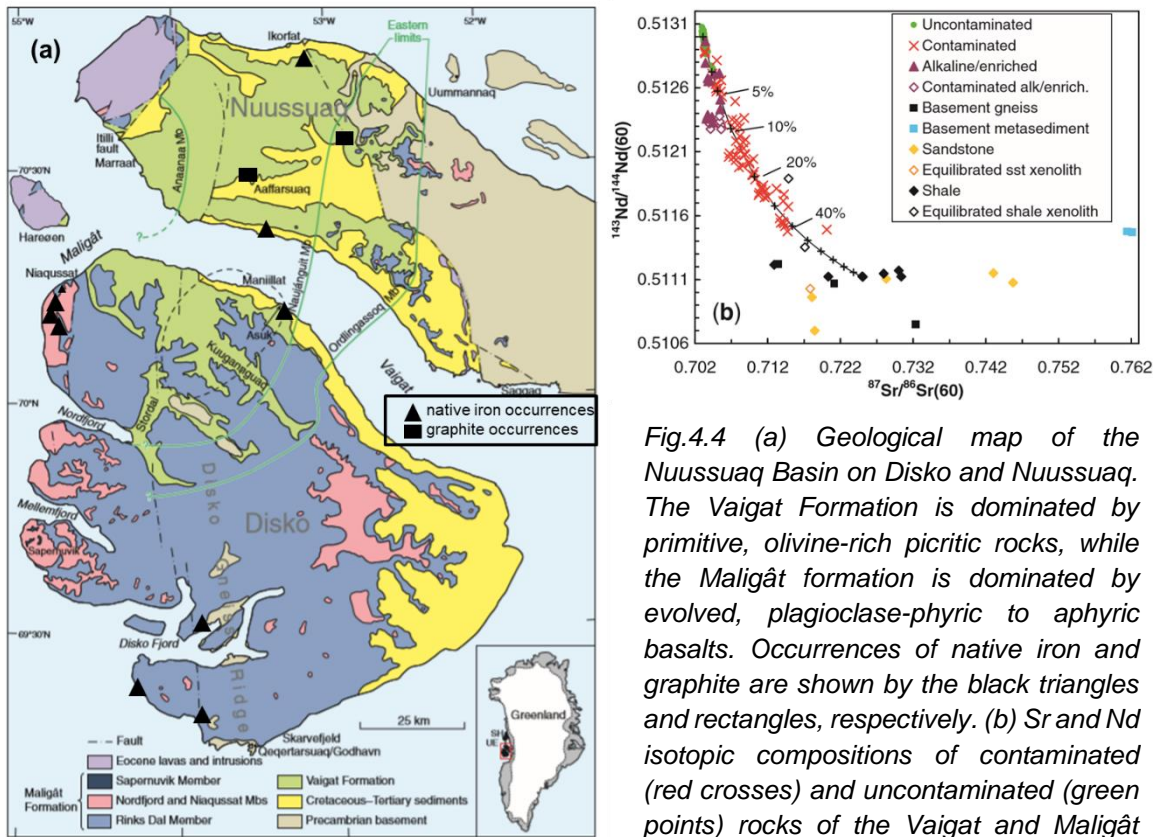 55°W
53°W
(a)
Ikorfat
Eastern
limits
Nuussuaq
Uummannaq
Itilli
fault
Marraat
Anaanaa Mb
70°30'
Aaffarsuaq
?
Hareøen
Maligât
Niaqussat
Maniillat
Naujánguit Mb
Ordlingassoq Mb
Asuk
Kuugannguaq
Vaigat
Saqqaq
70°N
Stordal
Nordfjord
▲ native iron occurrences
■ graphite occurrences
Disko
Disko
Mellemfjord
Sapernuvik
Gneiss
69°30'
Disko Fjord
Ridge
25 km
Greenland
SH
UE
Skarvefjeld
Qeqertarsuaq/Godhavn
Fault
Eocene lavas and intrusions
Maligât
Formation
Sapernuvik Member
Vaigat Formation
Nordfjord and Niaqussat Mbs
Cretaceous–Tertiary sediments
Rinks Dal Member
Precambrian basement
0.5131
0.5126
0.5121
0.5116
0.5111
0.5106
143Nd/144Nd(60)
5%
10%
20%
40%
Uncontaminated
Contaminated
Alkaline/enriched
Contaminated alk/enrich.
Basement gneiss
Basement metasediment
Sandstone
Equilibrated sst xenolith
Shale
Equilibrated shale xenolith
(b)
0.702 0.712 0.722 0.732 0.742 0.752 0.762
87Sr/86Sr(60)
Fig.4.4 (a) Geological map of the
Nuussuaq Basin on Disko and Nuussuaq.
The Vaigat Formation is dominated by
primitive, olivine-rich picritic rocks, while
the Maligât formation is dominated by
evolved, plagioclase-phyric to aphyric
basalts. Occurrences of native iron and
graphite are shown by the black triangles
and rectangles, respectively. (b) Sr and Nd
isotopic compositions of contaminated
(red crosses) and uncontaminated (green
points) rocks of the Vaigat and Maligât